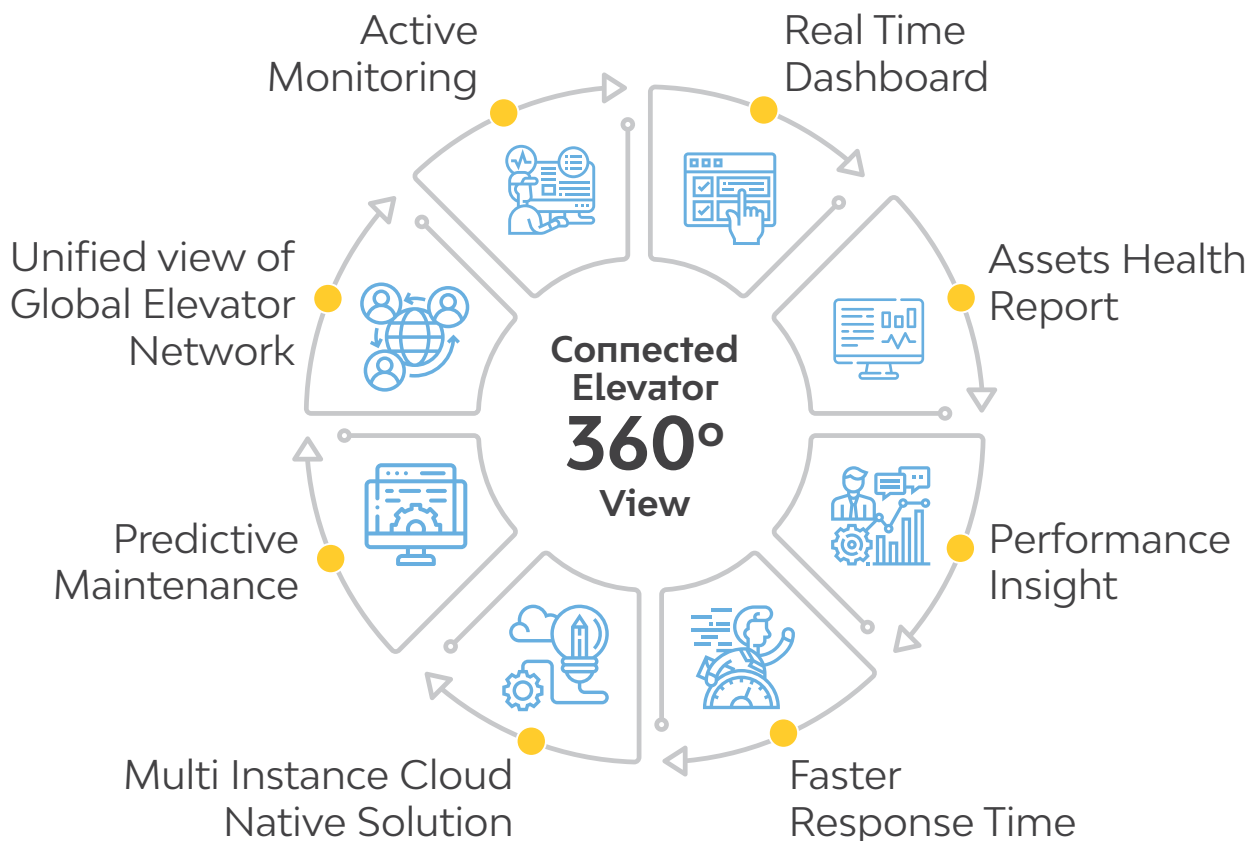 Active
Monitoring
Real Time
Dashboard
Assets Health
Report
Performance
Insight
Faster
Response Time
Multi Instance Cloud
Native Solution
Predictive
Maintenance
Unified view of
Global Elevator
Network
Connected
Elevator
360º
View